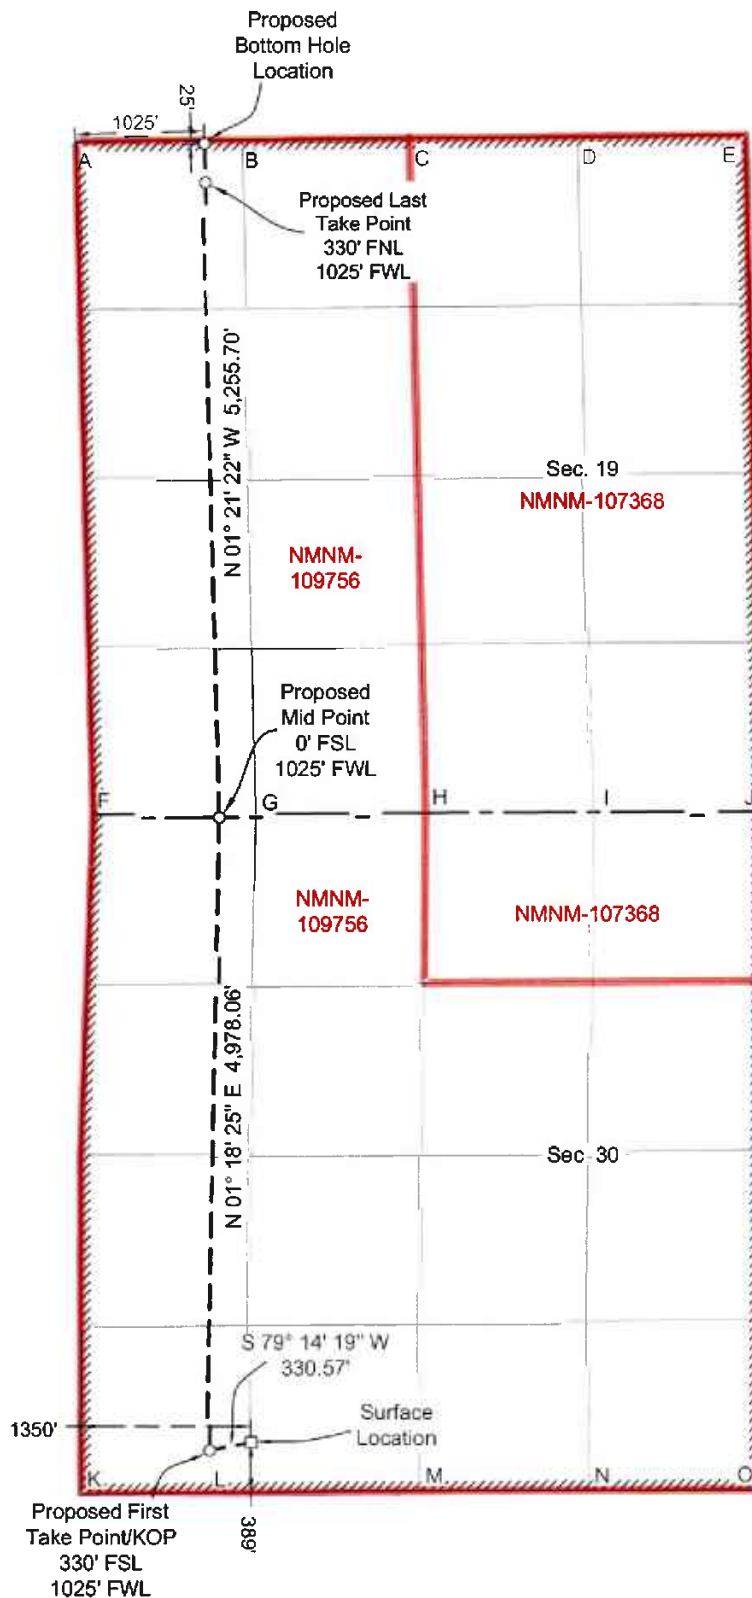 Proposed
Bottom Hole
Location
25'
1025'
A
B
C
D
E
Proposed Last
Take Point
330' FNL
1025' FWL
N 01° 21' 22" W 5,255.70'
Sec. 19
NMNM-107368
NMNM-
109756
Proposed
Mid Point
0' FSL
1025' FWL
F
G
H
I
J
NMNM-
109756
NMNM-107368
N 01° 18' 25" E 4,978.06'
Sec. 30
S 79° 14' 19" W
330.57'
1350'
Surface
Location
K
L
M
N
O
Proposed First
Take Point/KOP
330' FSL
1025' FWL
389'